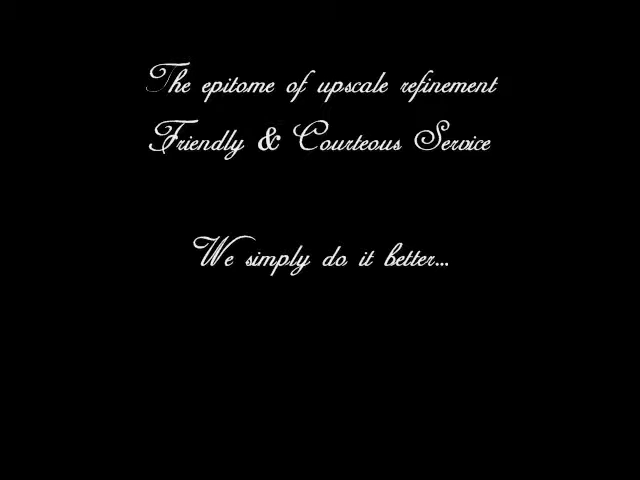 The epitome of upscale refinement
Friendly & Courteous Service
We simply do it better...